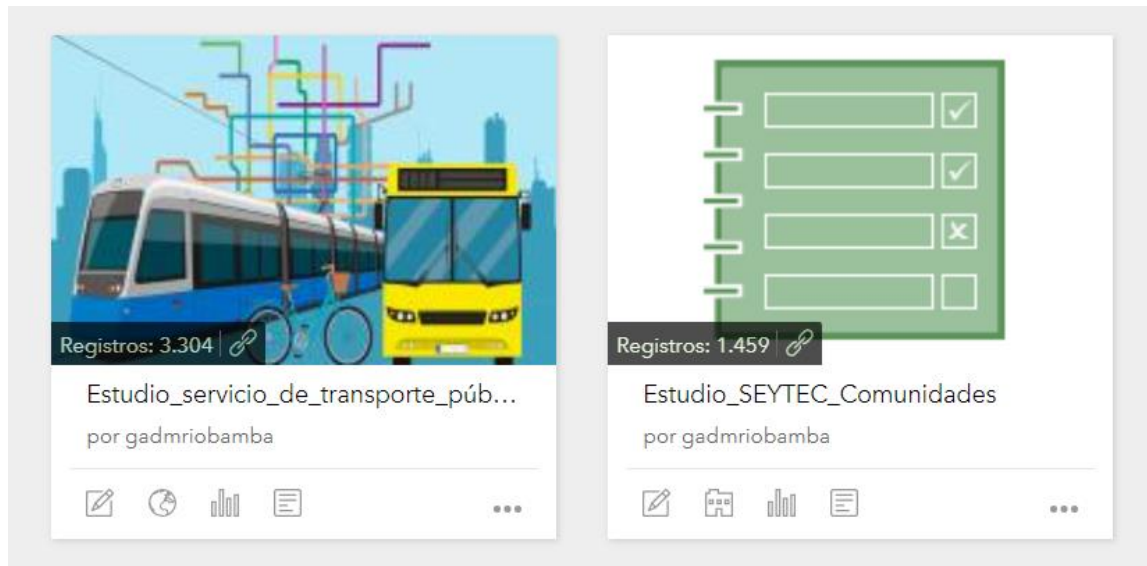 Registros: 3.304
Estudio_servicio_de_transporte_púb...
por gadmriobamba
Registros: 1.459
Estudio_SEYTEC_Comunidades
por gadmriobamba